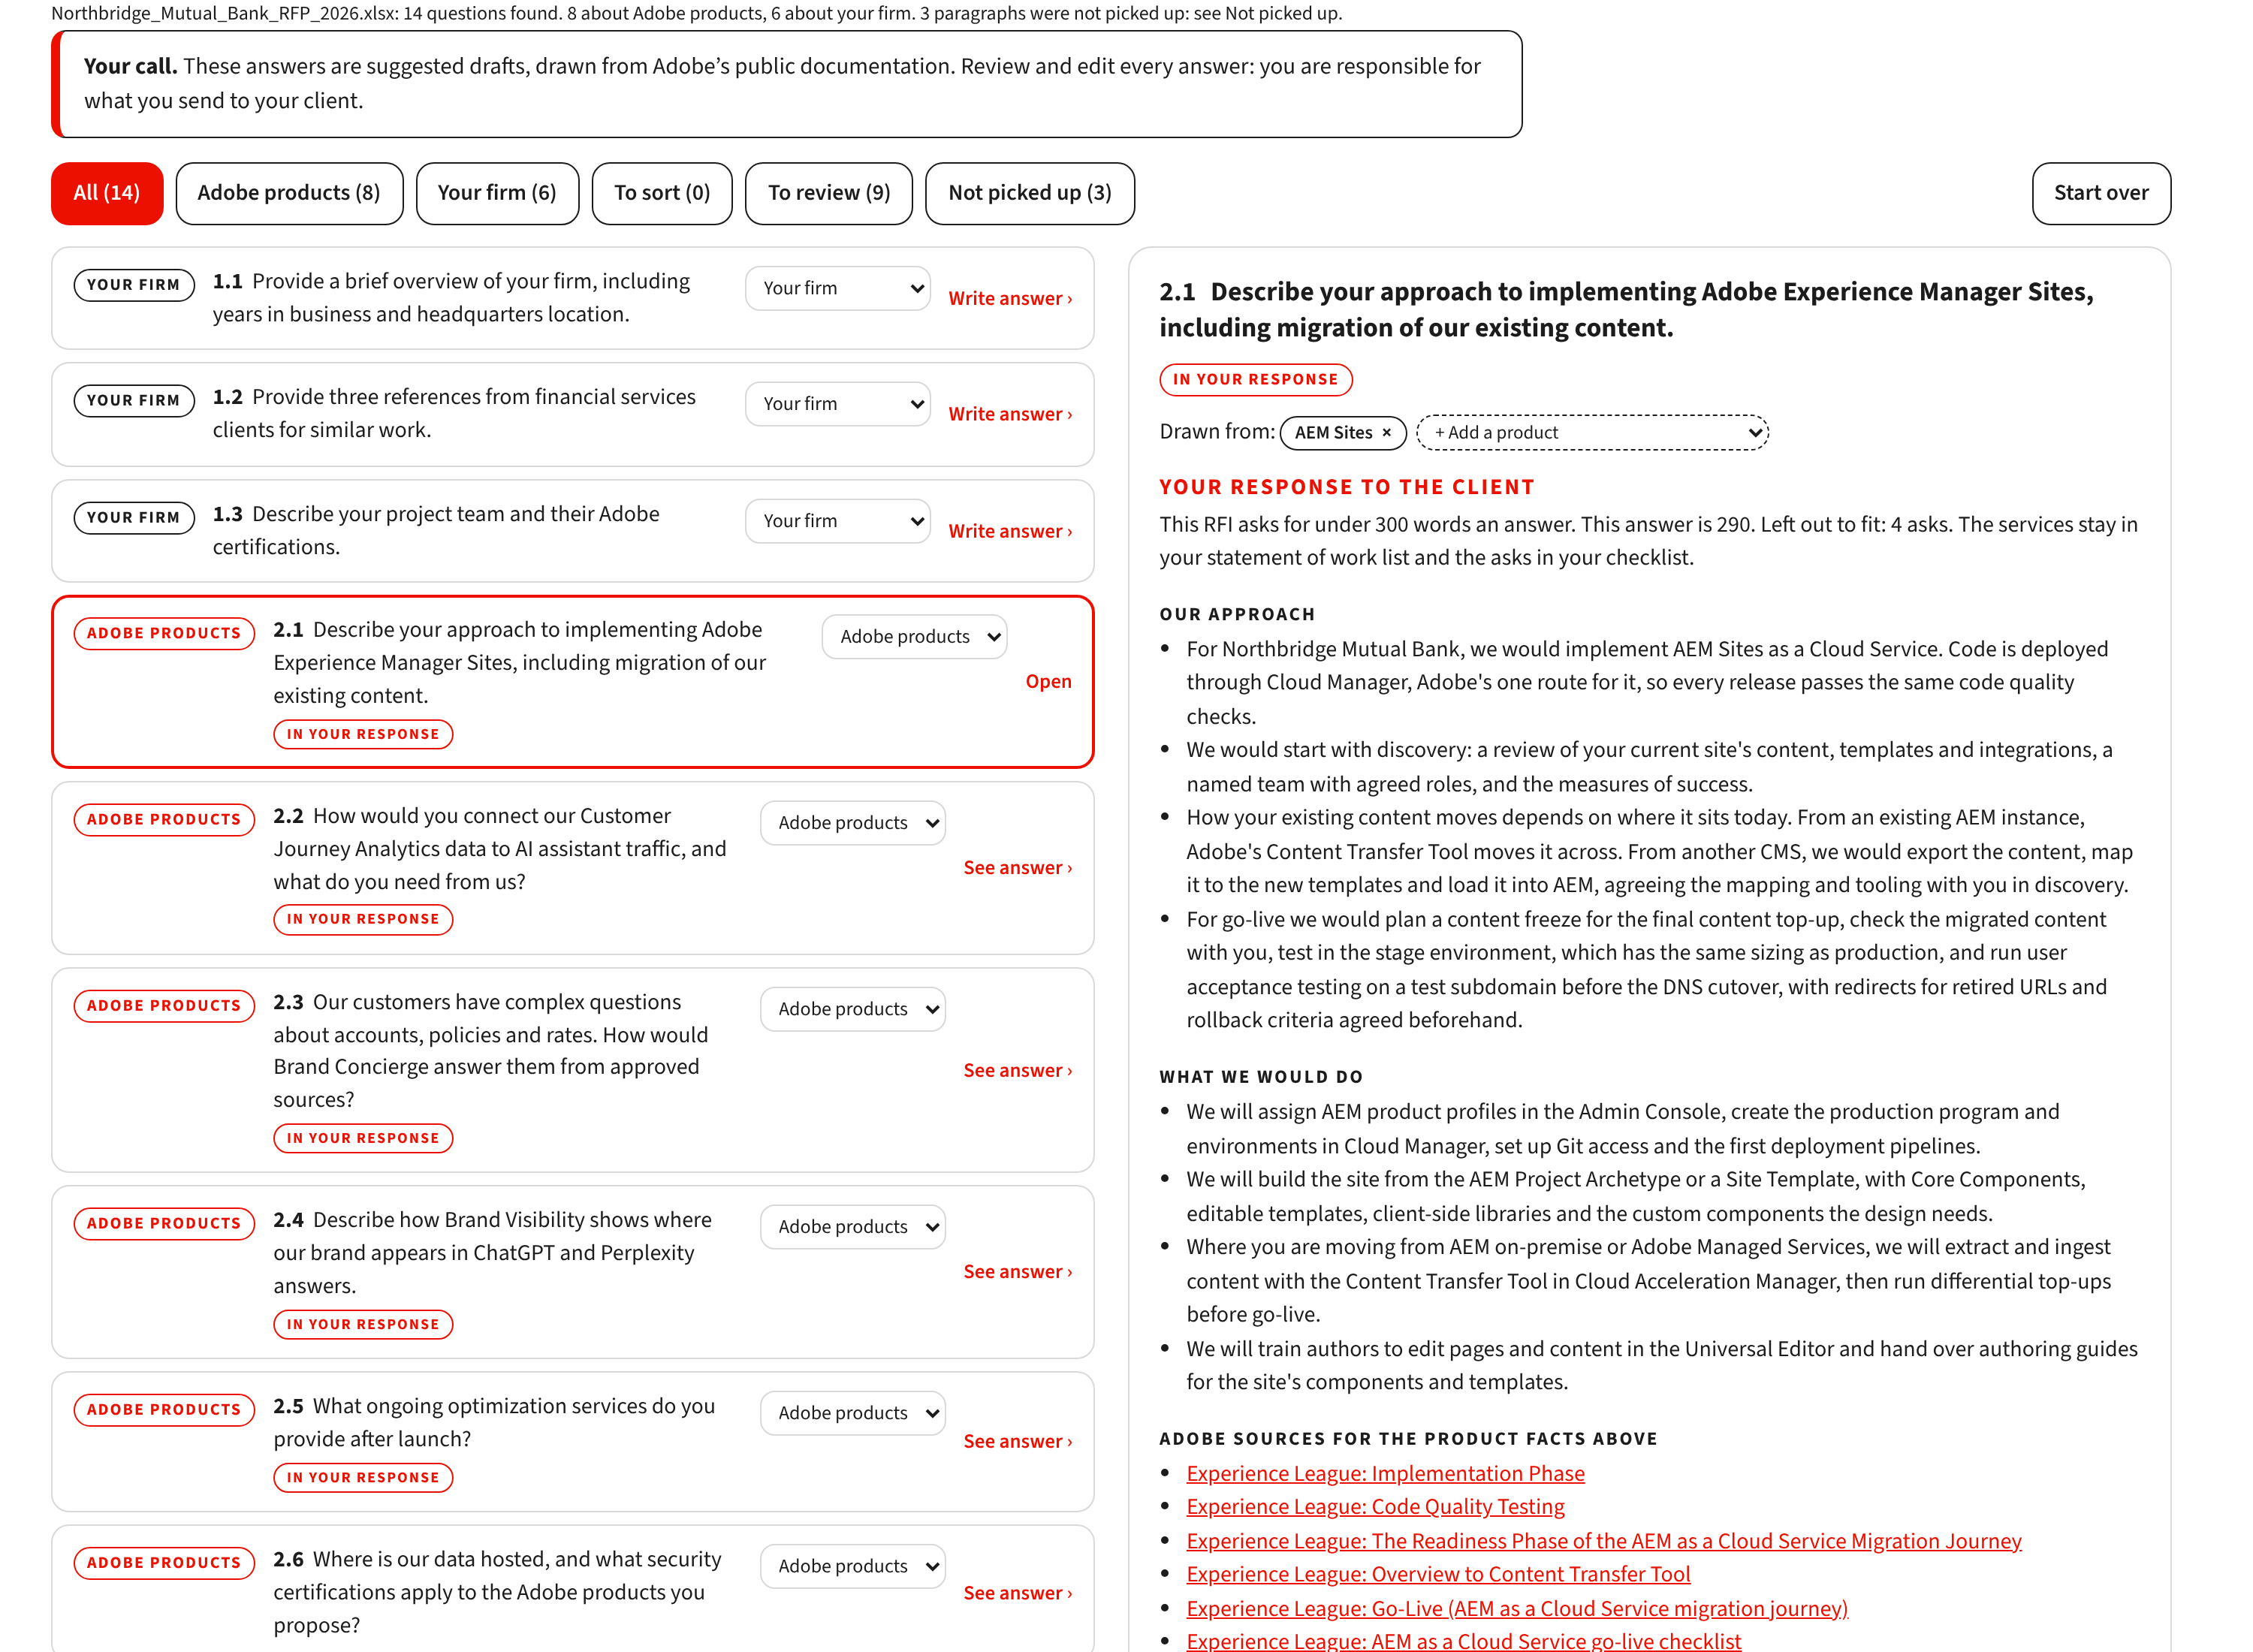 Northbridge_Mutual_Bank_RFP_2026.xlsx: 14 questions found. 8 about Adobe products, 6 about your firm. 3 paragraphs were not picked up: see Not picked up.
Your call. These answers are suggested drafts, drawn from Adobe’s public documentation. Review and edit every answer: you are responsible for
what you send to your client.
All (14)
Adobe products (8)
Your firm (6)
To sort (0)
To review (9)
Not picked up (3)
Start over
YOUR FIRM
1.1 Provide a brief overview of your firm, including
years in business and headquarters location.
Your firm
Write answer ›
YOUR FIRM
1.2 Provide three references from financial services
clients for similar work.
Your firm
Write answer ›
YOUR FIRM
1.3 Describe your project team and their Adobe
certifications.
Your firm
Write answer ›
ADOBE PRODUCTS
2.1 Describe your approach to implementing Adobe
Experience Manager Sites, including migration of our
existing content.
IN YOUR RESPONSE
Adobe products
Open
ADOBE PRODUCTS
2.2 How would you connect our Customer
Journey Analytics data to AI assistant traffic, and
what do you need from us?
IN YOUR RESPONSE
Adobe products
See answer ›
ADOBE PRODUCTS
2.3 Our customers have complex questions
about accounts, policies and rates. How would
Brand Concierge answer them from approved
sources?
IN YOUR RESPONSE
Adobe products
See answer ›
ADOBE PRODUCTS
2.4 Describe how Brand Visibility shows where
our brand appears in ChatGPT and Perplexity
answers.
IN YOUR RESPONSE
Adobe products
See answer ›
ADOBE PRODUCTS
2.5 What ongoing optimization services do you
provide after launch?
IN YOUR RESPONSE
Adobe products
See answer ›
ADOBE PRODUCTS
2.6 Where is our data hosted, and what security
certifications apply to the Adobe products you
propose?
Adobe products
See answer ›
2.1 Describe your approach to implementing Adobe Experience Manager Sites,
including migration of our existing content.
IN YOUR RESPONSE
Drawn from: AEM Sites × + Add a product
YOUR RESPONSE TO THE CLIENT
This RFI asks for under 300 words an answer. This answer is 290. Left out to fit: 4 asks. The services stay in
your statement of work list and the asks in your checklist.
OUR APPROACH
• For Northbridge Mutual Bank, we would implement AEM Sites as a Cloud Service. Code is deployed
through Cloud Manager, Adobe's one route for it, so every release passes the same code quality
checks.
• We would start with discovery: a review of your current site's content, templates and integrations, a
named team with agreed roles, and the measures of success.
• How your existing content moves depends on where it sits today. From an existing AEM instance,
Adobe's Content Transfer Tool moves it across. From another CMS, we would export the content, map
it to the new templates and load it into AEM, agreeing the mapping and tooling with you in discovery.
• For go-live we would plan a content freeze for the final content top-up, check the migrated content
with you, test in the stage environment, which has the same sizing as production, and run user
acceptance testing on a test subdomain before the DNS cutover, with redirects for retired URLs and
rollback criteria agreed beforehand.
WHAT WE WOULD DO
• We will assign AEM product profiles in the Admin Console, create the production program and
environments in Cloud Manager, set up Git access and the first deployment pipelines.
• We will build the site from the AEM Project Archetype or a Site Template, with Core Components,
editable templates, client-side libraries and the custom components the design needs.
• Where you are moving from AEM on-premise or Adobe Managed Services, we will extract and ingest
content with the Content Transfer Tool in Cloud Acceleration Manager, then run differential top-ups
before go-live.
• We will train authors to edit pages and content in the Universal Editor and hand over authoring guides
for the site's components and templates.
ADOBE SOURCES FOR THE PRODUCT FACTS ABOVE
• Experience League: Implementation Phase
• Experience League: Code Quality Testing
• Experience League: The Readiness Phase of the AEM as a Cloud Service Migration Journey
• Experience League: Overview to Content Transfer Tool
• Experience League: Go-Live (AEM as a Cloud Service migration journey)
• Experience League: AEM as a Cloud Service go-live checklist